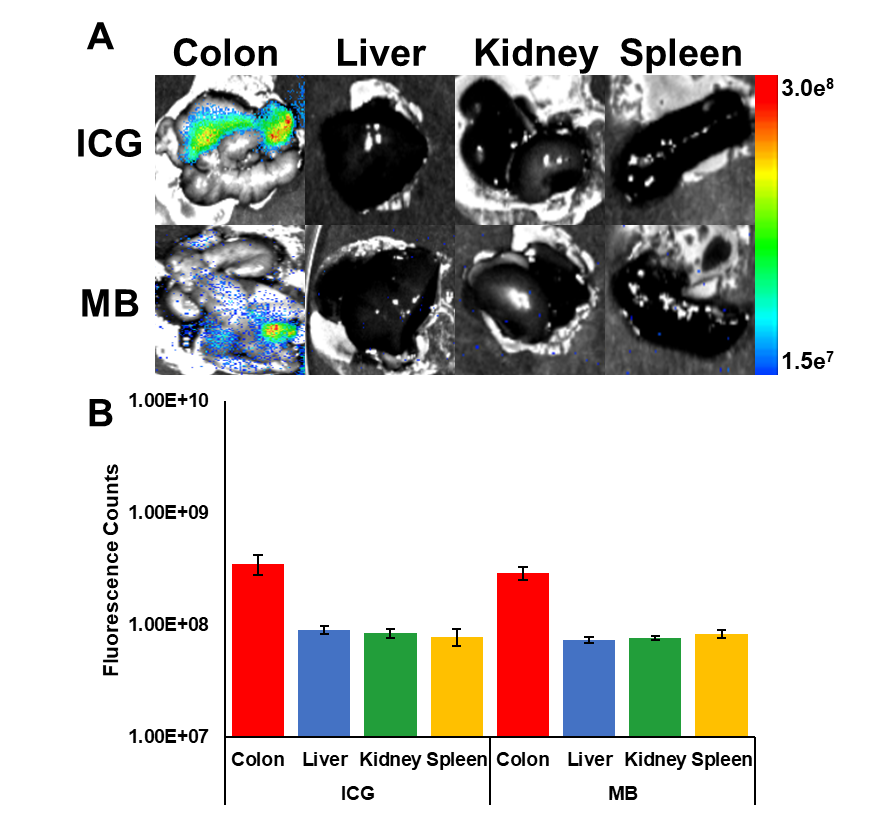 A
Colon Liver Kidney Spleen
ICG
MB
3.0e⁸
1.5e⁷
B
Fluorescence Counts
1.00E+10
1.00E+09
1.00E+08
1.00E+07
Colon Liver Kidney Spleen Colon Liver Kidney Spleen
ICG MB